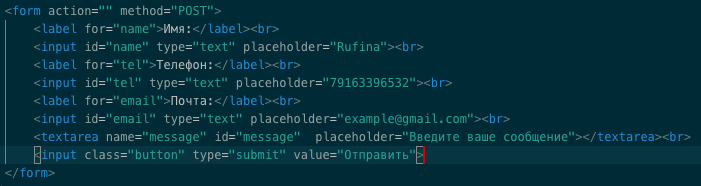 <form action="" method="POST">
<label for="name">Имя:</label><br>
<input id="name" type="text" placeholder="Rufina"><br>
<label for="tel">Телефон:</label><br>
<input id="tel" type="text" placeholder="79163396532"><br>
<label for="email">Почта:</label><br>
<input id="email" type="text" placeholder="example@gmail.com"><br>
<textarea name="message" id="message"  placeholder="Введите ваше сообщение"></textarea><br>
<input class="button" type="submit" value="Отправить">
</form>